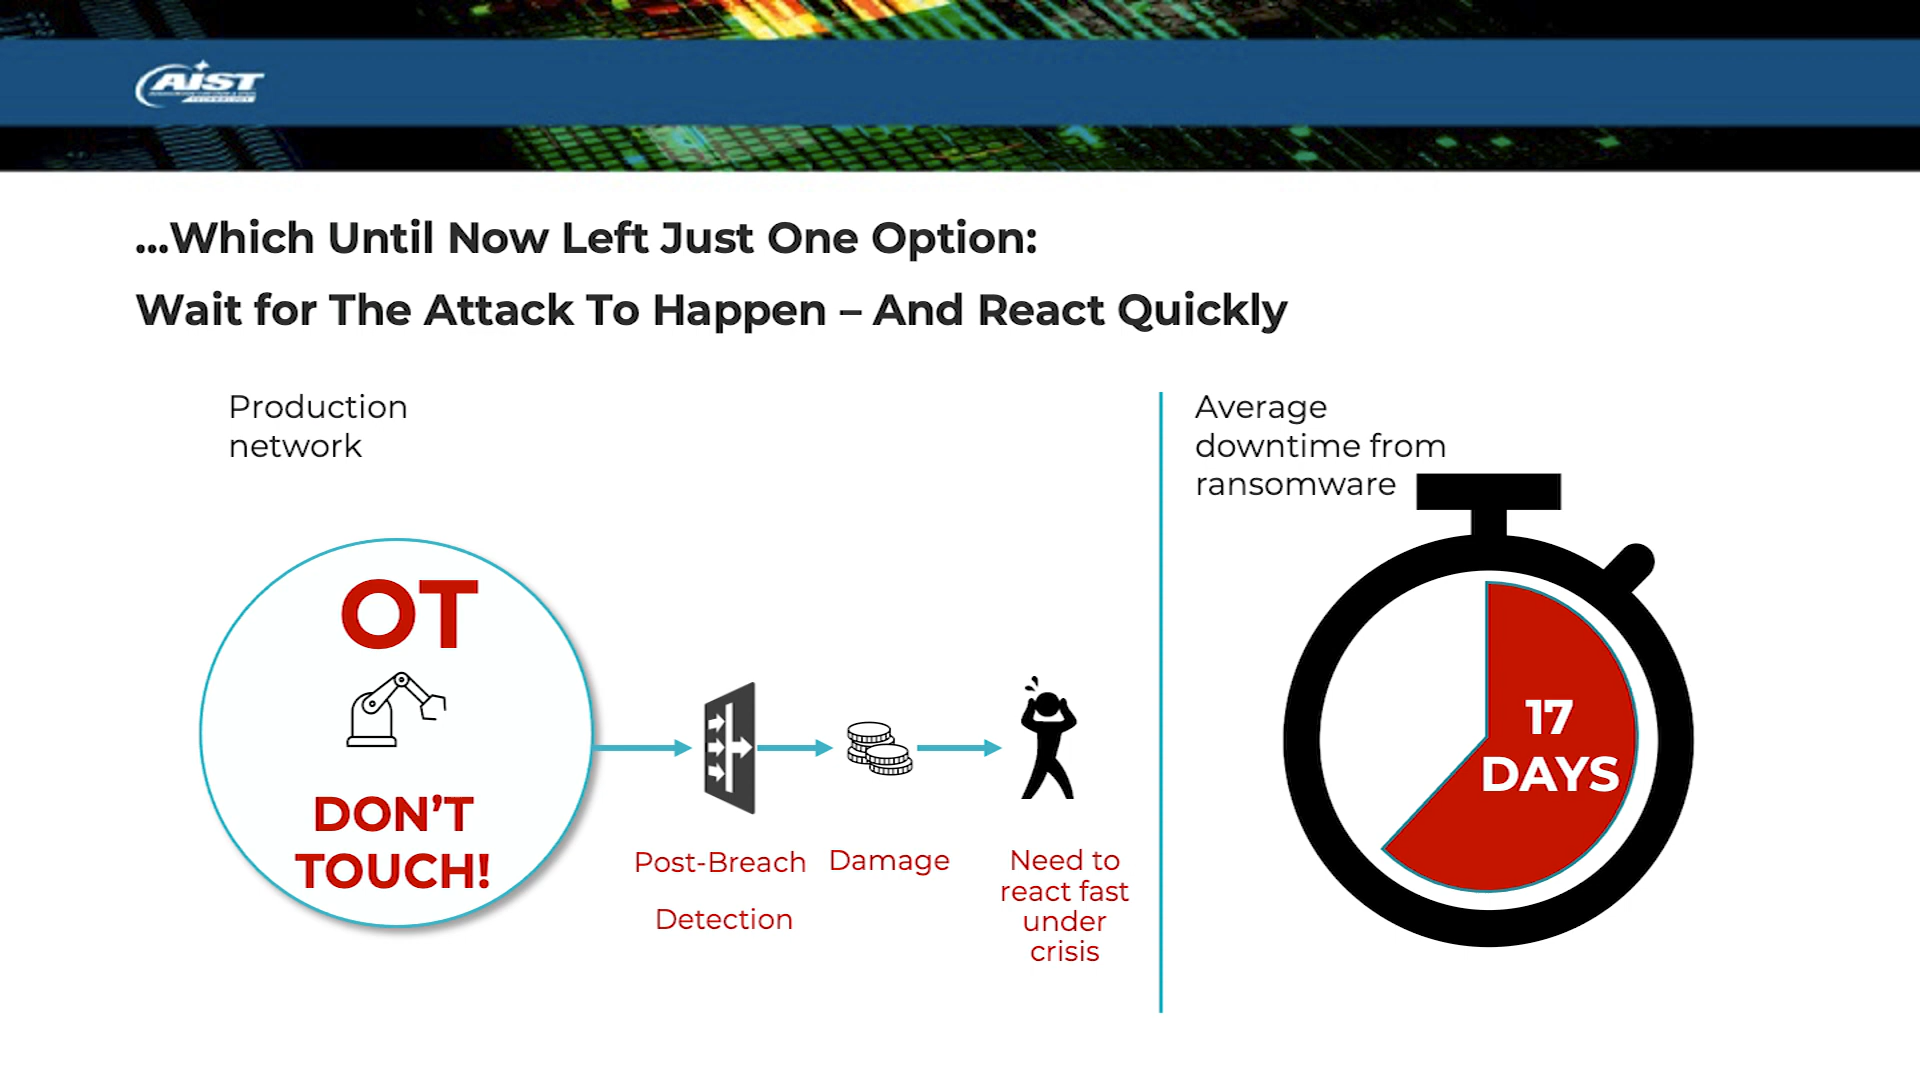 AIST
TECHNOLOGY
...Which Until Now Left Just One Option:
Wait for The Attack To Happen – And React Quickly
Production
network
OT
DON'T
TOUCH!
Post-Breach
Detection
Damage
Need to
react fast
under
crisis
Average
downtime from
ransomware
17
DAYS